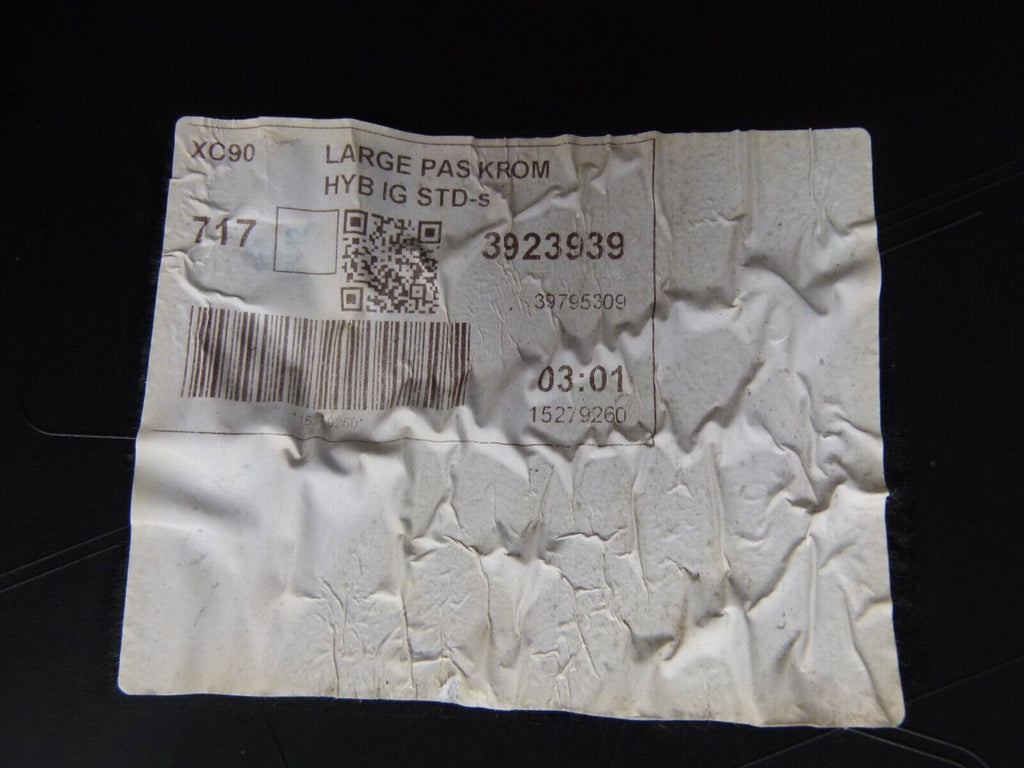 XC90 LARGE PAS KROM
HYB IG STD-s
717 3923939
39795309
03:01
15279260